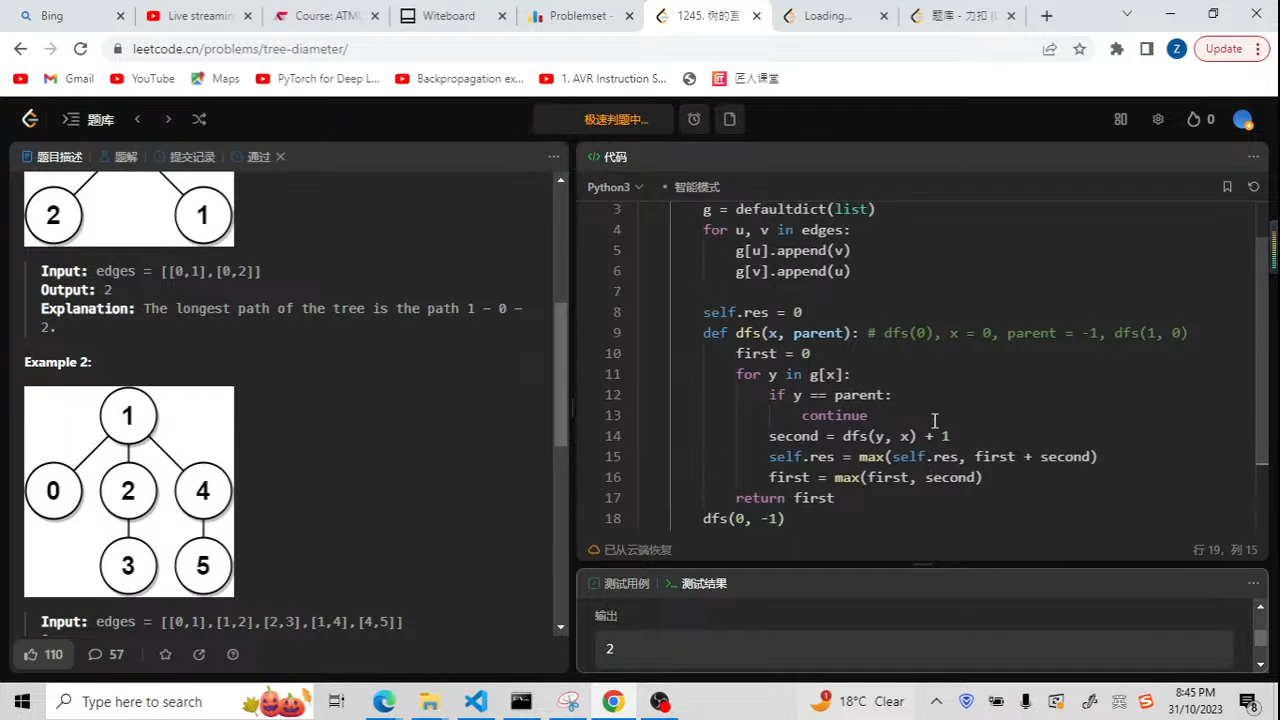 Bing
Live streamin
Course: ATM(
Witeboard
Problemset -
1245. 树的直
Loading...
题库 - 力扣 (L
leetcode.cn/problems/tree-diameter/
Z
Update
Gmail
YouTube
Maps
PyTorch for Deep L...
Backpropagation ex...
1. AVR Instruction S...
匠人课堂
题库
极速判题中...
0
题目描述
题解
提交记录
通过
代码
Python3
智能模式
2
1
Input: edges = [[0,1],[0,2]]
Output: 2
Explanation: The longest path of the tree is the path 1 - 0 -
2.
Example 2:
1
0
2
4
3
5
Input: edges = [[0,1],[1,2],[2,3],[1,4],[4,5]]
110
57
3 g = defaultdict(list)
4 for u, v in edges:
5 g[u].append(v)
6 g[v].append(u)
7
8 self.res = 0
9 def dfs(x, parent): # dfs(0), x = 0, parent = -1, dfs(1, 0)
10 first = 0
11 for y in g[x]:
12 if y == parent:
13 continue
14 second = dfs(y, x) + 1
15 self.res = max(self.res, first + second)
16 first = max(first, second)
17 return first
18 dfs(0, -1)
已从云端恢复
行 19, 列 15
测试用例
测试结果
输出
2
Type here to search
1
18°C Clear
8:45 PM
31/10/2023
8